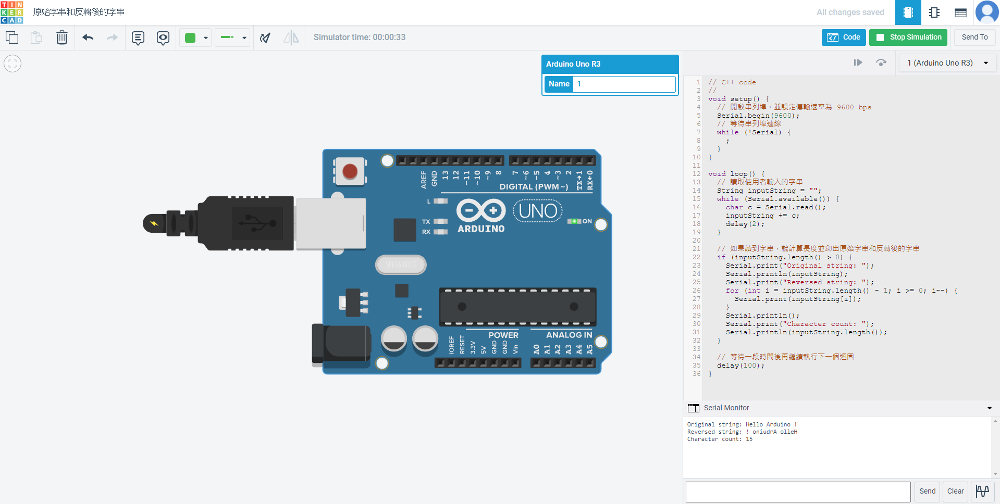 TIN
KER
CAD
原始字串和反轉後的字串
All changes saved
Simulator time: 00:00:33
Code
Stop Simulation
Send To
Arduino Uno R3
Name 1
1 (Arduino Uno R3)
1 // C++ code
2 //
3 void setup() {
4 // 開啟串列埠，並設定傳輸速率為 9600 bps
5 Serial.begin(9600);
6 // 等待串列埠連線
7 while (!Serial) {
8 ;
9 }
10 }
11
12 void loop() {
13 // 讀取使用者輸入的字串
14 String inputString = "";
15 while (Serial.available()) {
16 char c = Serial.read();
17 inputString += c;
18 delay(2);
19 }
20
21 // 如果讀到字串，就計算長度並印出原始字串和反轉後的字串
22 if (inputString.length() > 0) {
23 Serial.print("Original string: ");
24 Serial.println(inputString);
25 Serial.print("Reversed string: ");
26 for (int i = inputString.length() - 1; i >= 0; i--) {
27 Serial.print(inputString[i]);
28 }
29 Serial.println();
30 Serial.print("Character count: ");
31 Serial.println(inputString.length());
32 }
33
34 // 等待一段時間後再繼續執行下一個迴圈
35 delay(100);
36 }
AREF GND 13 12 ~11 ~10 ~9 8 7 ~6 ~5 4 ~3 2 TX→1 RX←0
DIGITAL (PWM~)
L
TX
RX
ARDUINO
UNO
ON
SPK16.000G
POWER
ANALOG IN
IOREF RESET 3.3V 5V GND GND Vin A0 A1 A2 A3 A4 A5
Serial Monitor
Original string: Hello Arduino !
Reversed string: ! oniudrA olleH
Character count: 15
Send
Clear